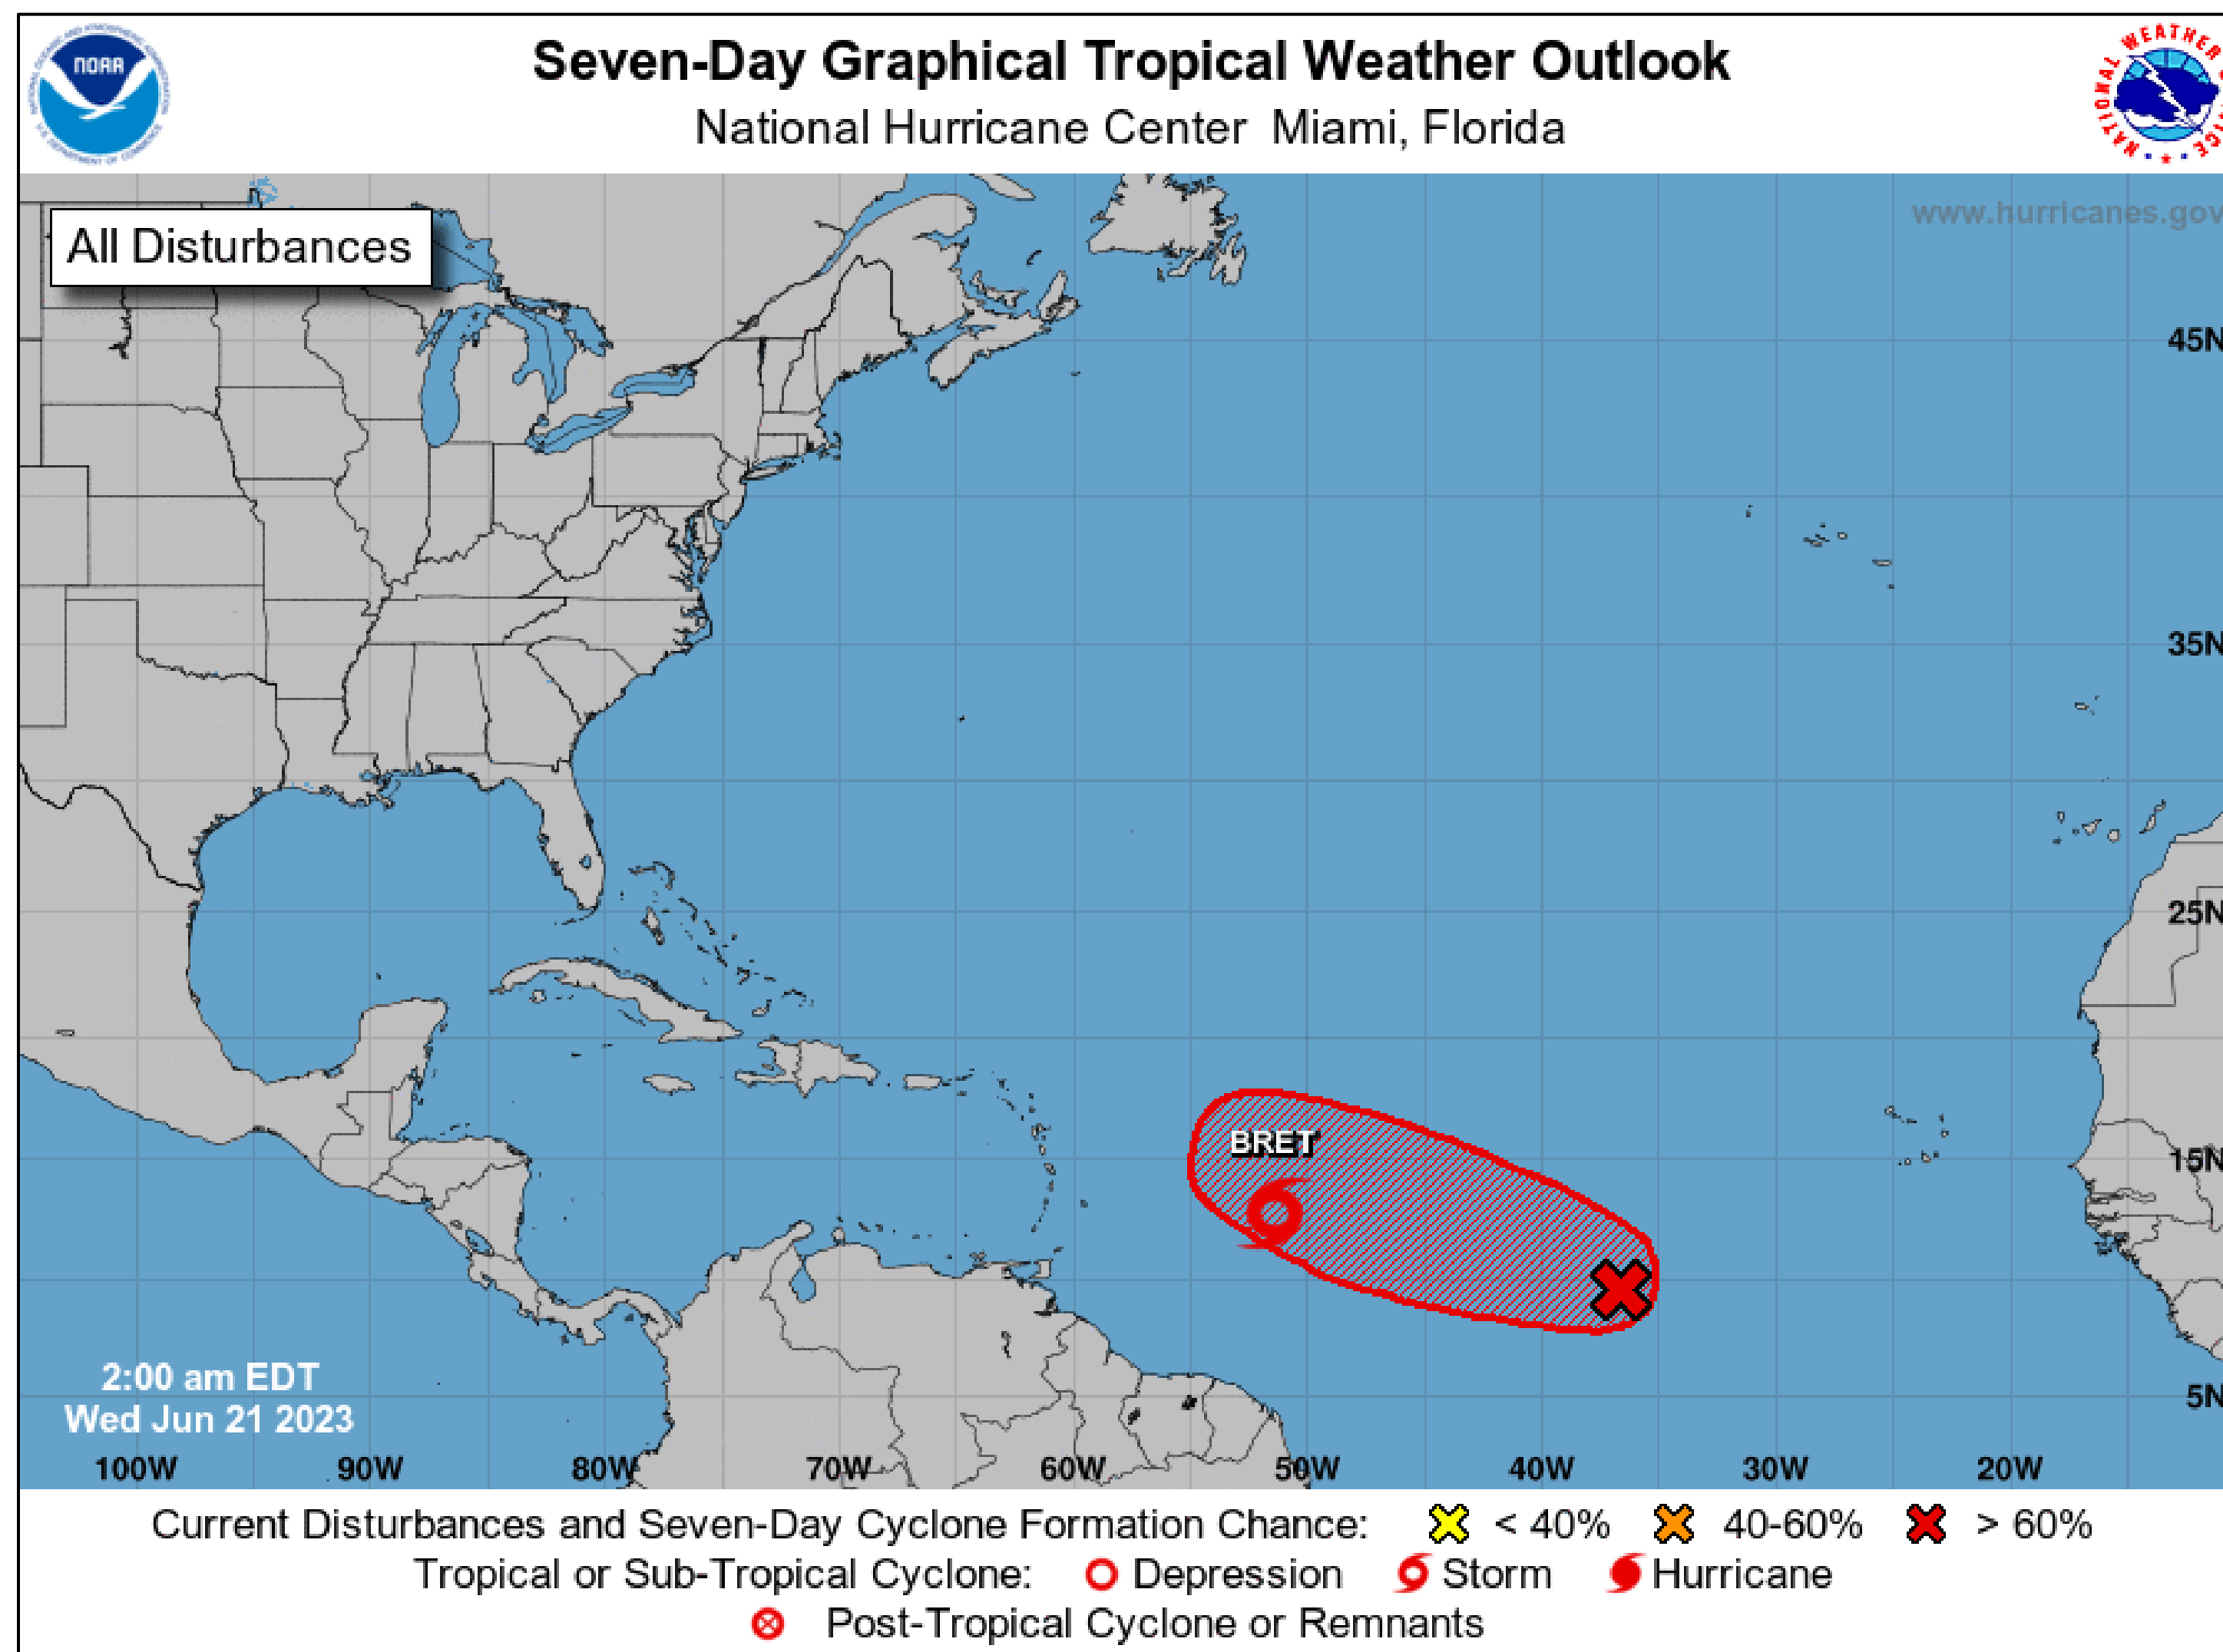 NOAA
Seven-Day Graphical Tropical Weather Outlook
National Hurricane Center Miami, Florida
www.hurricanes.gov
All Disturbances
45N
35N
25N
BRET
15N
2:00 am EDT
Wed Jun 21 2023
5N
100W 90W 80W 70W 60W 50W 40W 30W 20W
Current Disturbances and Seven-Day Cyclone Formation Chance: < 40% 40-60% > 60%
Tropical or Sub-Tropical Cyclone: Depression Storm Hurricane
Post-Tropical Cyclone or Remnants